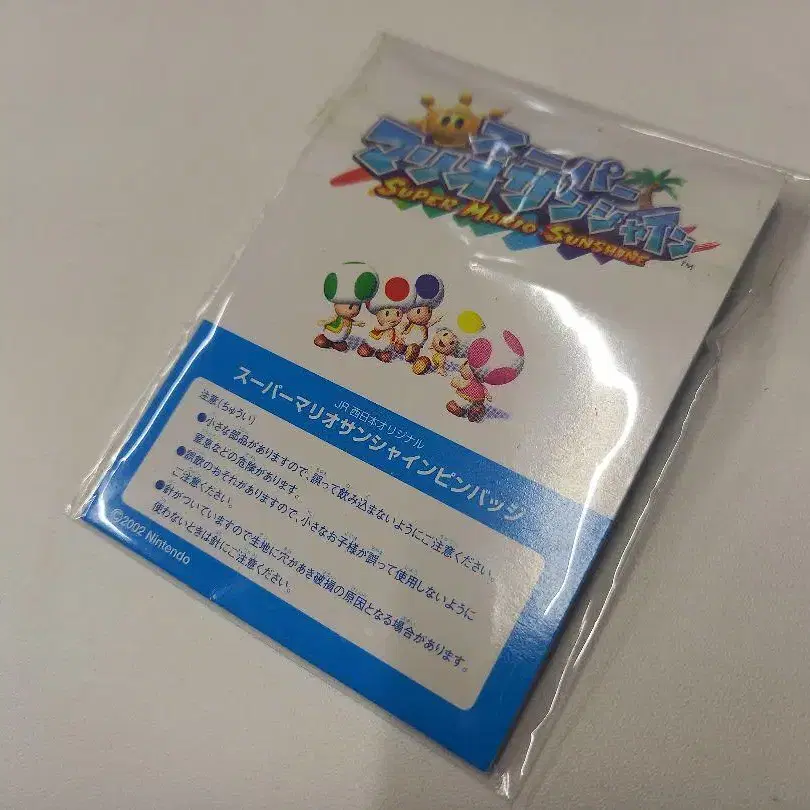 スーパー
マリオサンシャイン
SUPER MARIO SUNSHINE™
JR西日本オリジナル
スーパーマリオサンシャインピンバッジ
注意(ちゅうい)
●小さな部品がありますので、誤って飲み込まないようにご注意ください。
窒息などの危険があります。
●誤飲のおそれがありますので、小さなお子様が誤って使用しないように
ご注意ください。
●針がついていますので生地に穴があき破損の原因となる場合があります。
使わないときは針にご注意ください。
©2002 Nintendo